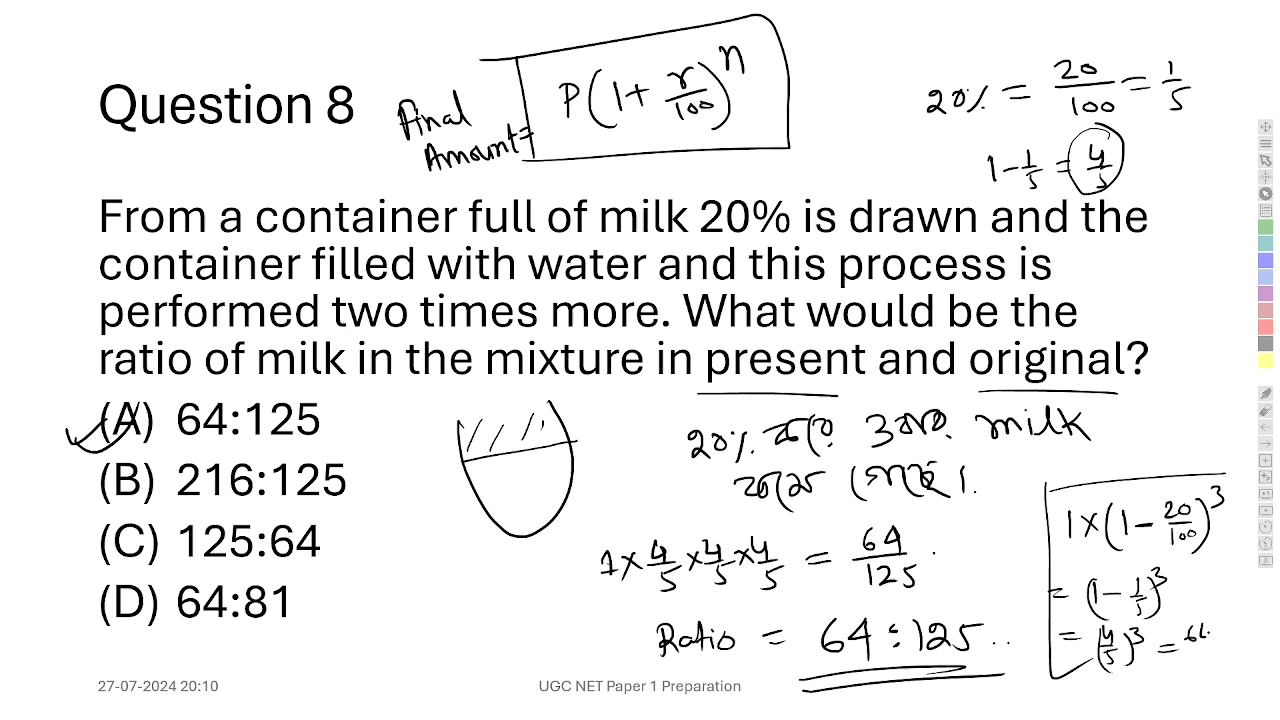 Question 8
Final
Amount =
P(1+ r/100)^n
20% = 20/100 = 1/5
1-1/5 = 4/5
From a container full of milk 20% is drawn and the
container filled with water and this process is
performed two times more. What would be the
ratio of milk in the mixture in present and original?
(A) 64:125
(B) 216:125
(C) 125:64
(D) 64:81
20% milk
1×4/5×4/5×4/5 = 64/125
Ratio = 64:125..
1×(1-20/100)^3
= (1-1/5)^3
= (4/5)^3 = 64
27-07-2024 20:10
UGC NET Paper 1 Preparation